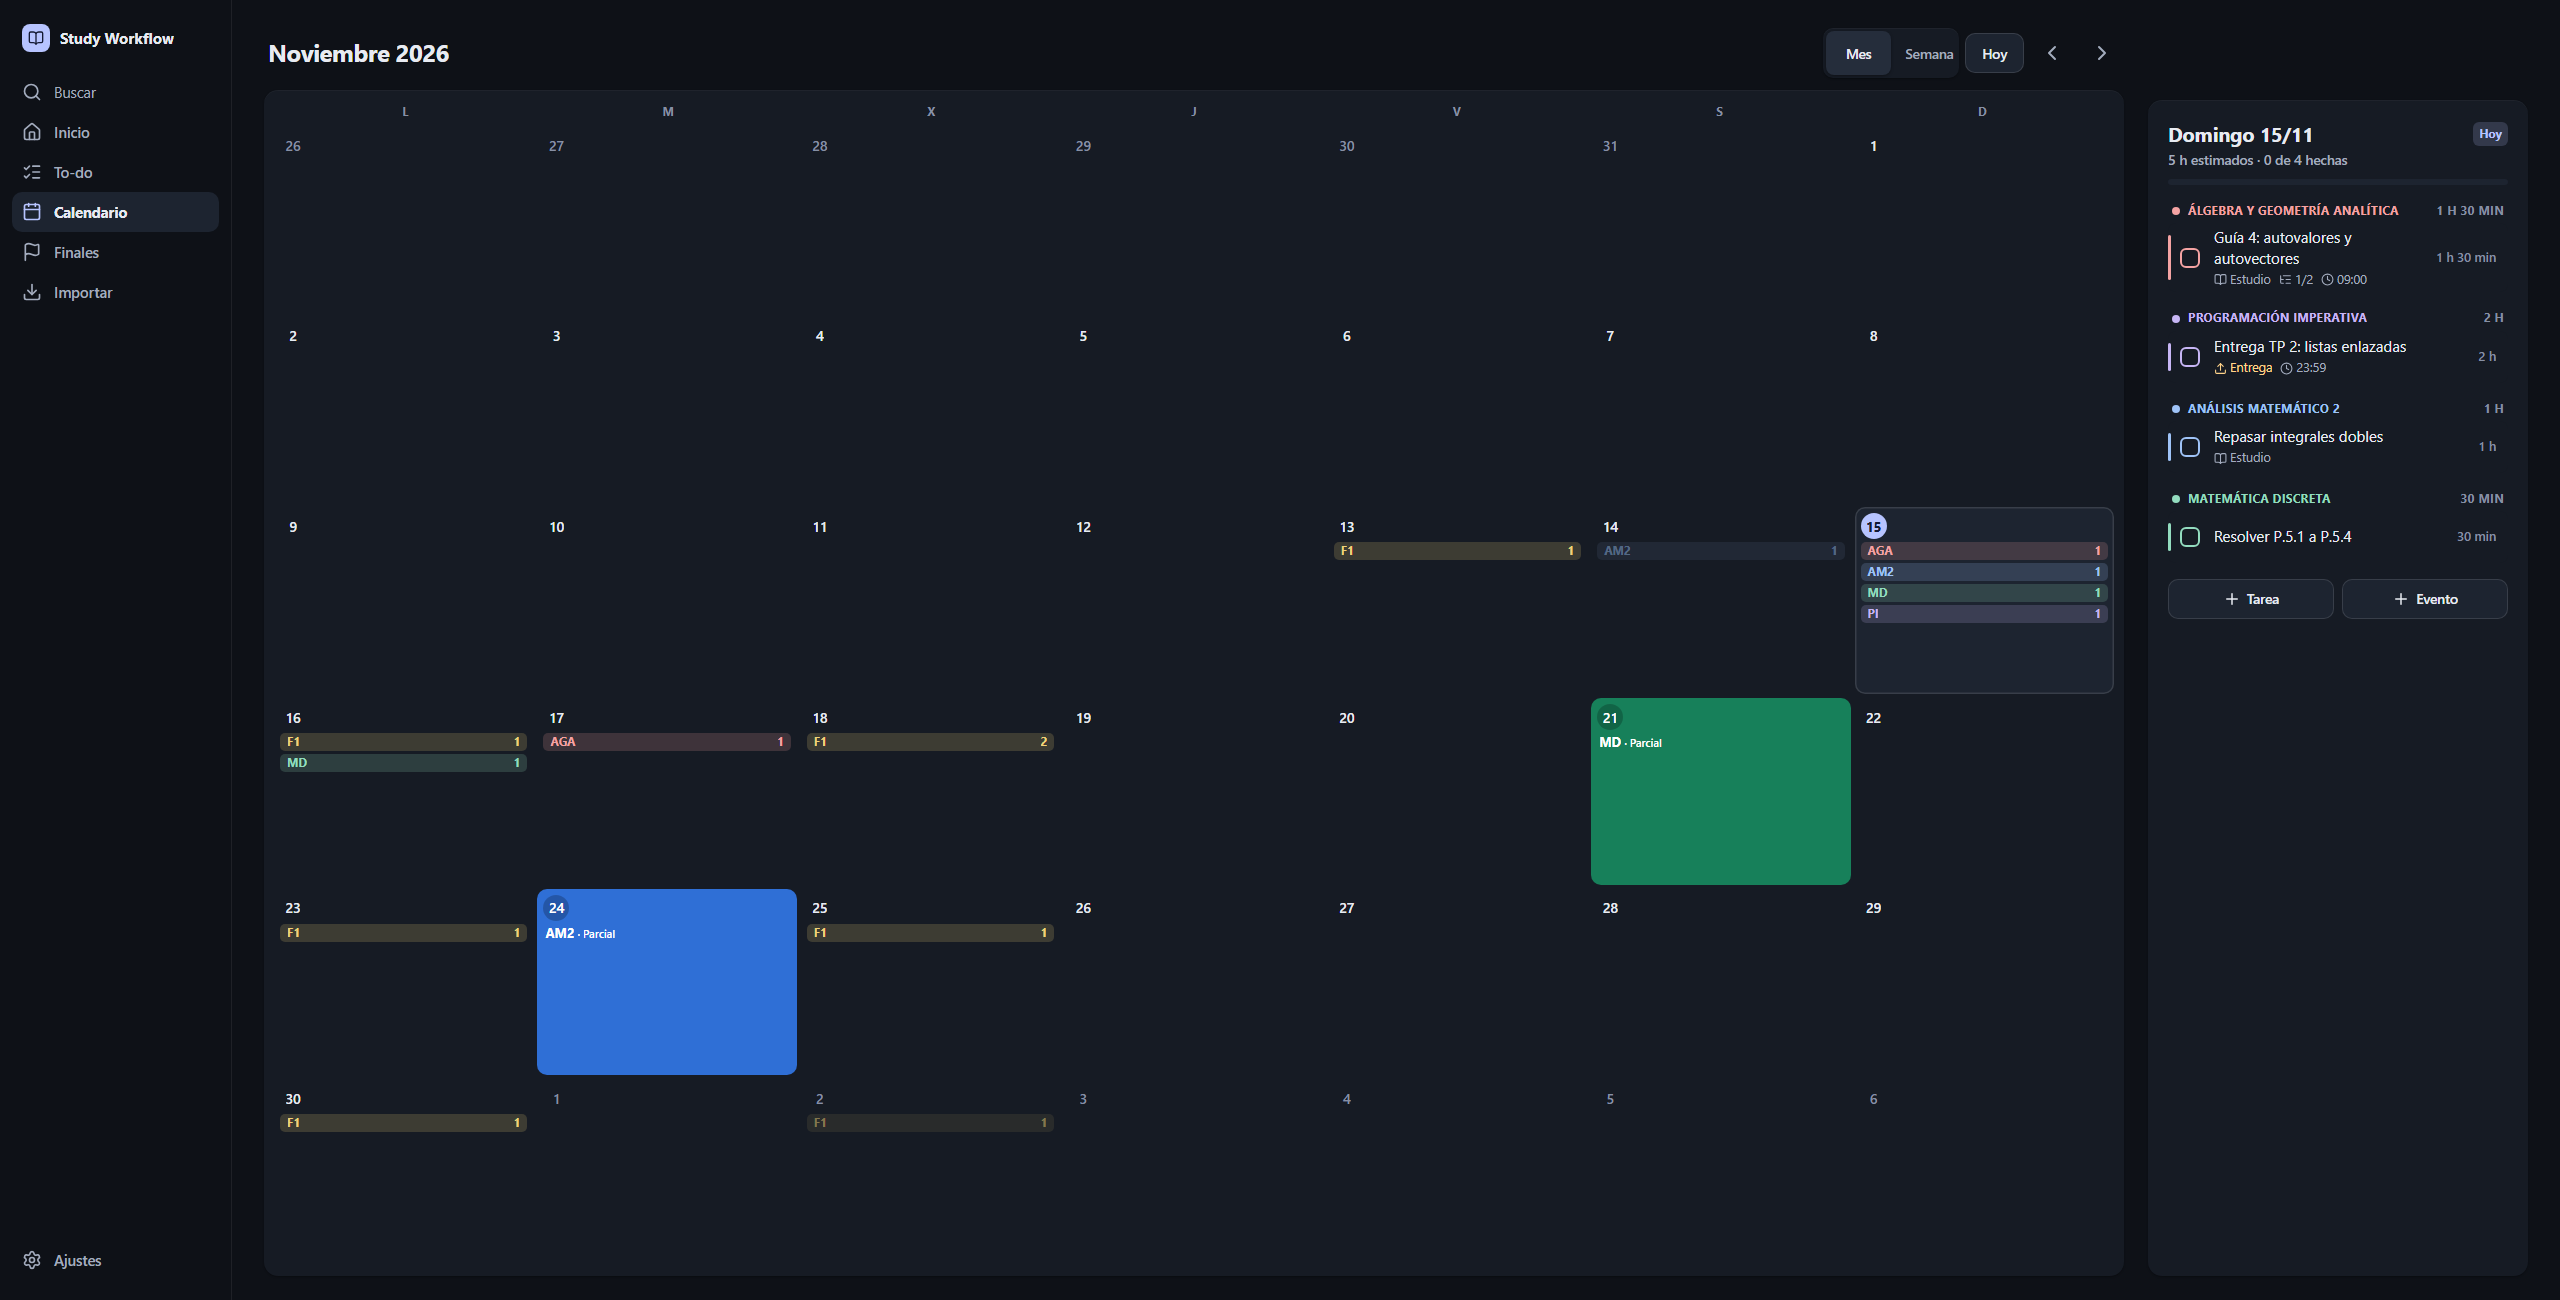 Study Workflow
Buscar
Inicio
To-do
Calendario
Finales
Importar
Ajustes
Noviembre 2026
Mes Semana Hoy
L M X J V S D
26 27 28 29 30 31 1
2 3 4 5 6 7 8
9 10 11 12 13 14 15
F1 1 AM2 1 AGA 1
AM2 1
MD 1
PI 1
16 17 18 19 20 21 22
F1 1 AGA 1 F1 2 MD · Parcial
MD 1
23 24 25 26 27 28 29
F1 1 AM2 · Parcial F1 1
30 1 2 3 4 5 6
F1 1 F1 1
Domingo 15/11 Hoy
5 h estimados · 0 de 4 hechas
ÁLGEBRA Y GEOMETRÍA ANALÍTICA 1 H 30 MIN
Guía 4: autovalores y
autovectores 1 h 30 min
Estudio 1/2 09:00
PROGRAMACIÓN IMPERATIVA 2 H
Entrega TP 2: listas enlazadas 2 h
Entrega 23:59
ANÁLISIS MATEMÁTICO 2 1 H
Repasar integrales dobles 1 h
Estudio
MATEMÁTICA DISCRETA 30 MIN
Resolver P.5.1 a P.5.4 30 min
+ Tarea + Evento